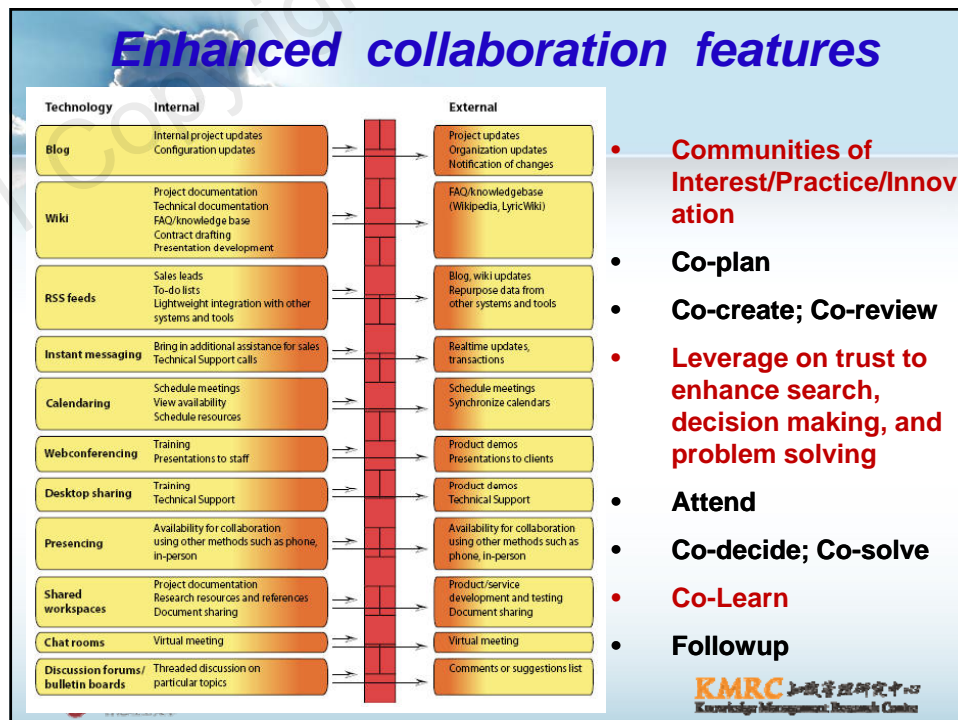 Copyrigh
Enhanced collaboration features
Technology Internal External
Blog
Internal project updates
Configuration updates
Project updates
Organization updates
Notification of changes
Wiki
Project documentation
Technical documentation
FAQ/knowledge base
Contract drafting
Presentation development
FAQ/knowledgebase
(Wikipedia, LyricWiki)
RSS feeds
Sales leads
To-do lists
Lightweight integration with other
systems and tools
Blog, wiki updates
Repurpose data from
other systems and tools
Instant messaging
Bring in additional assistance for sales
Technical Support calls
Realtime updates,
transactions
Calendaring
Schedule meetings
View availability
Schedule resources
Schedule meetings
Synchronize calendars
Webconferencing
Training
Presentations to staff
Product demos
Presentations to clients
Desktop sharing
Training
Technical Support
Product demos
Technical Support
Presencing
Availability for collaboration
using other methods such as phone,
in-person
Availability for collaboration
using other methods such as
phone, in-person
Shared
workspaces
Project documentation
Research resources and references
Document sharing
Product/service
development and testing
Document sharing
Chat rooms
Virtual meeting
Virtual meeting
Discussion forums/
bulletin boards
Threaded discussion on
particular topics
Comments or suggestions list
• Communities of
Interest/Practice/Innov
ation
• Co-plan
• Co-create; Co-review
• Leverage on trust to
enhance search,
decision making, and
problem solving
• Attend
• Co-decide; Co-solve
• Co-Learn
• Followup
KMRC 知識管理研究中心
Knowledge Management Research Centre